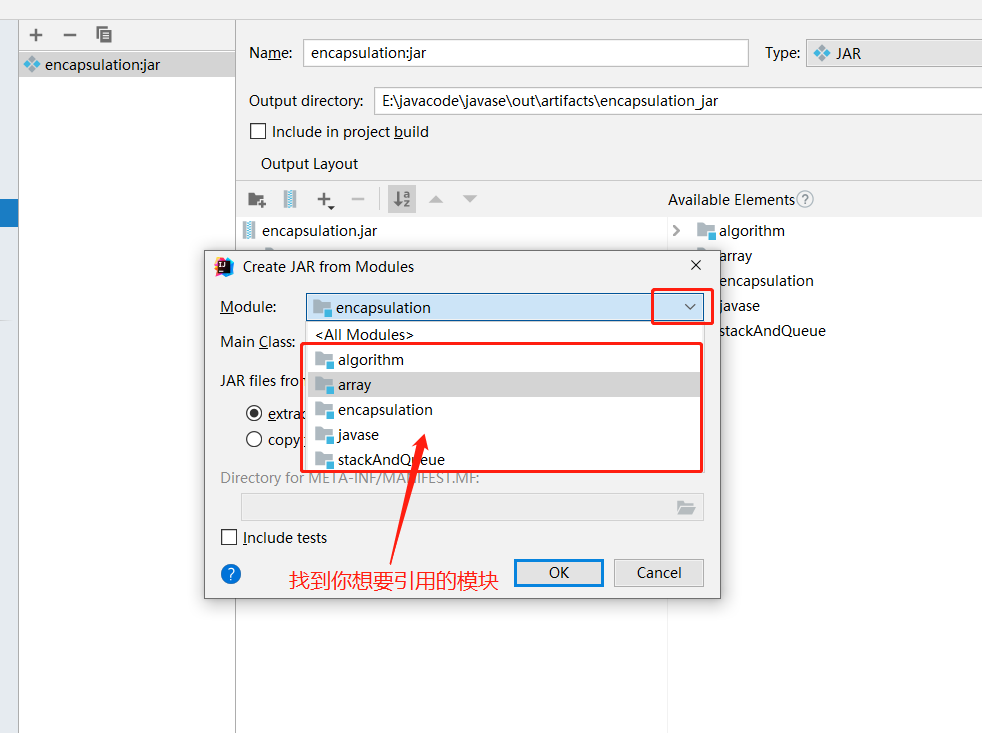 encapsulation:jar
Name: encapsulation:jar Type: JAR
Output directory: E:\javacode\javase\out\artifacts\encapsulation_jar
Include in project build
Output Layout
Available Elements ?
encapsulation.jar
algorithm
array
encapsulation
javase
stackAndQueue
Create JAR from Modules
Module: encapsulation
<All Modules>
Main Class:
algorithm
JAR files from
array
extrac
encapsulation
copy
javase
stackAndQueue
Directory for META-INF/MANIFEST.MF:
Include tests
? 找到你想要引用的模块 OK Cancel